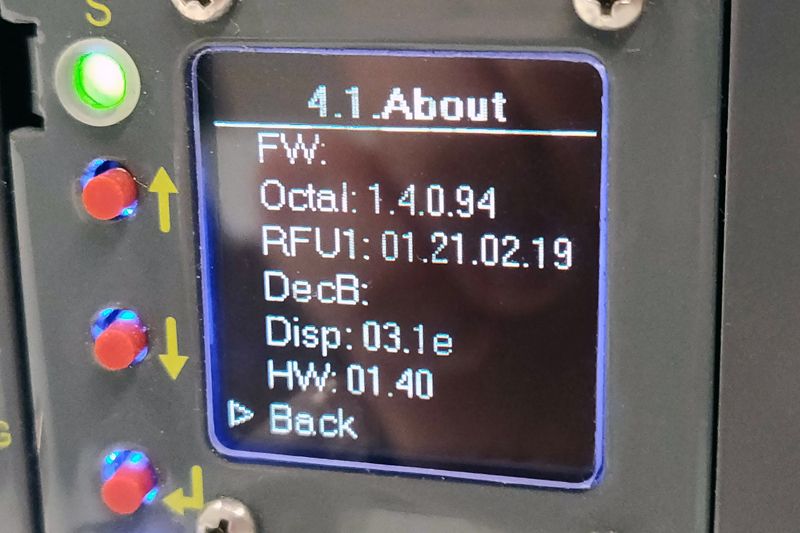 S
4.1.About
FW:
Octal: 1.4.0.94
RFU1: 01.21.02.19
DecB:
Disp: 03.1e
HW: 01.40
Back
G